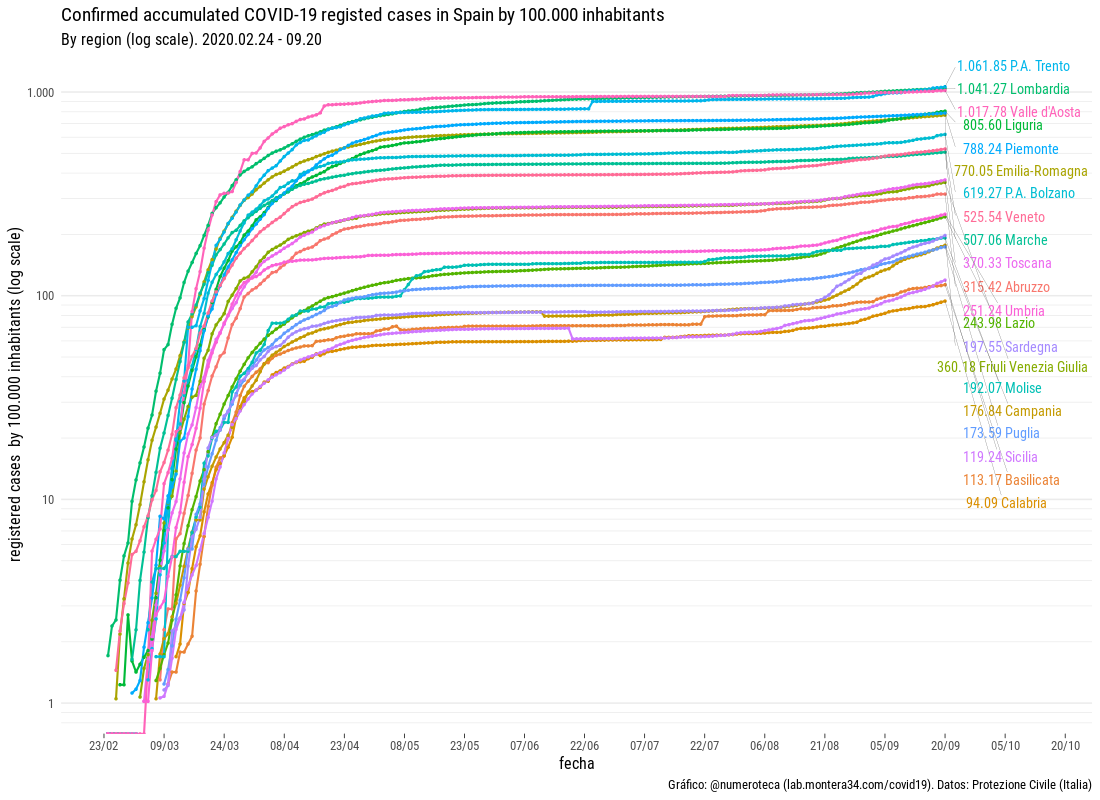 Confirmed accumulated COVID-19 registed cases in Spain by 100.000 inhabitants
By region (log scale). 2020.02.24 - 09.20
registered cases by 100.000 inhabitants (log scale)
1.000
100
10
1
1.061.85 P.A. Trento
1.041.27 Lombardia
1.017.78 Valle d'Aosta
805.60 Liguria
788.24 Piemonte
770.05 Emilia-Romagna
619.27 P.A. Bolzano
525.54 Veneto
507.06 Marche
370.33 Toscana
315.42 Abruzzo
251.24 Umbria
243.98 Lazio
197.55 Sardegna
360.18 Friuli Venezia Giulia
192.07 Molise
176.84 Campania
173.59 Puglia
119.24 Sicilia
113.17 Basilicata
94.09 Calabria
23/02 09/03 24/03 08/04 23/04 08/05 23/05 07/06 22/06 07/07 22/07 06/08 21/08 05/09 20/09 05/10 20/10
fecha
Gráfico: @numeroteca (lab.montera34.com/covid19). Datos: Protezione Civile (Italia)